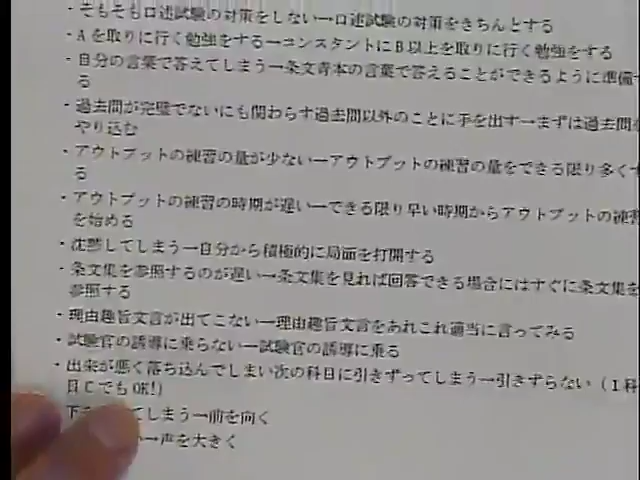 ・そもそも口述試験の対策をしない→口述試験の対策をきちんとする
・Aを取りに行く勉強をする→コンスタントにB以上を取りに行く勉強をする
・自分の言葉で答えてしまう→条文青本の言葉で答えることができるように準備す
る
・過去問が完璧でないにも関わらす過去問以外のことに手を出す→まずは過去問を
やり込む
・アウトプットの練習の量が少ない→アウトプットの練習の量をできる限り多くす
る
・アウトプットの練習の時期が遅い→できる限り早い時期からアウトプットの練習
を始める
・沈黙してしまう→自分から積極的に局面を打開する
・条文集を参照するのが遅い→条文集を見れば回答できる場合にはすぐに条文集を
参照する
・理由趣旨文言が出てこない→理由趣旨文言をあれこれ適当に言ってみる
・試験官の誘導に乗らない→試験官の誘導に乗る
・出来が悪く落ち込んでしまい次の科目に引きずってしまう→引きずらない（１科
目ＣでもOK!）
下 てしまう→前を向く
い→声を大きく